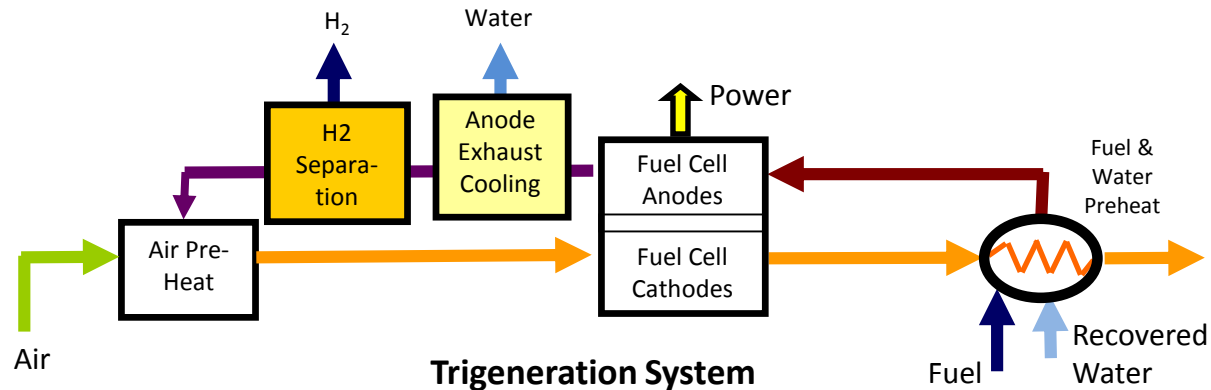 H₂
Water
Power
H2
Separa-
tion
Anode
Exhaust
Cooling
Fuel Cell
Anodes
Fuel &
Water
Preheat
Air Pre-
Heat
Fuel Cell
Cathodes
Air
Trigeneration System
Fuel
Recovered
Water